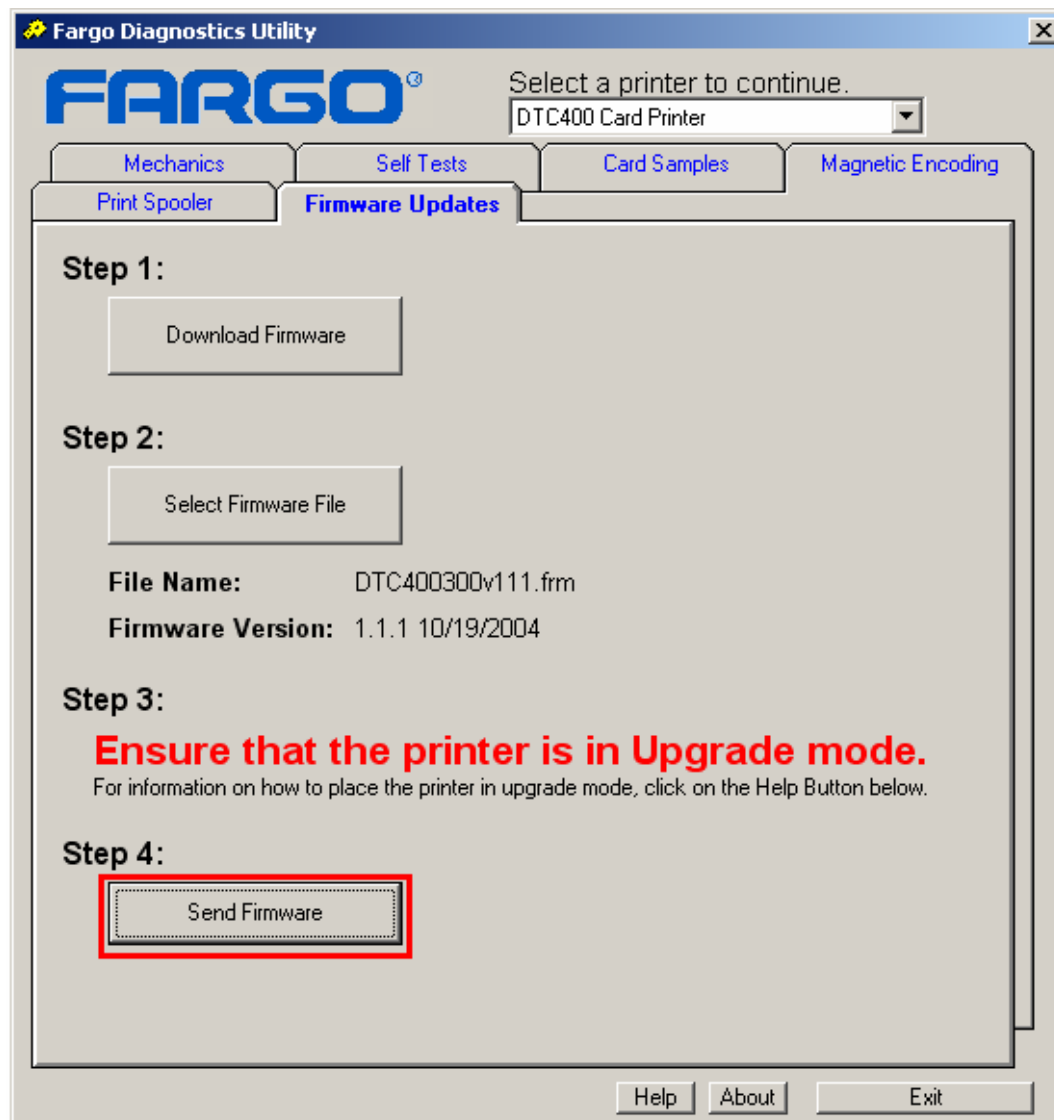 Fargo Diagnostics Utility
FARGO®
Select a printer to continue.
DTC400 Card Printer
Mechanics
Self Tests
Card Samples
Magnetic Encoding
Print Spooler
Firmware Updates
Step 1:
Download Firmware
Step 2:
Select Firmware File
File Name: DTC400300v111.frm
Firmware Version: 1.1.1 10/19/2004
Step 3:
Ensure that the printer is in Upgrade mode.
For information on how to place the printer in upgrade mode, click on the Help Button below.
Step 4:
Send Firmware
Help
About
Exit